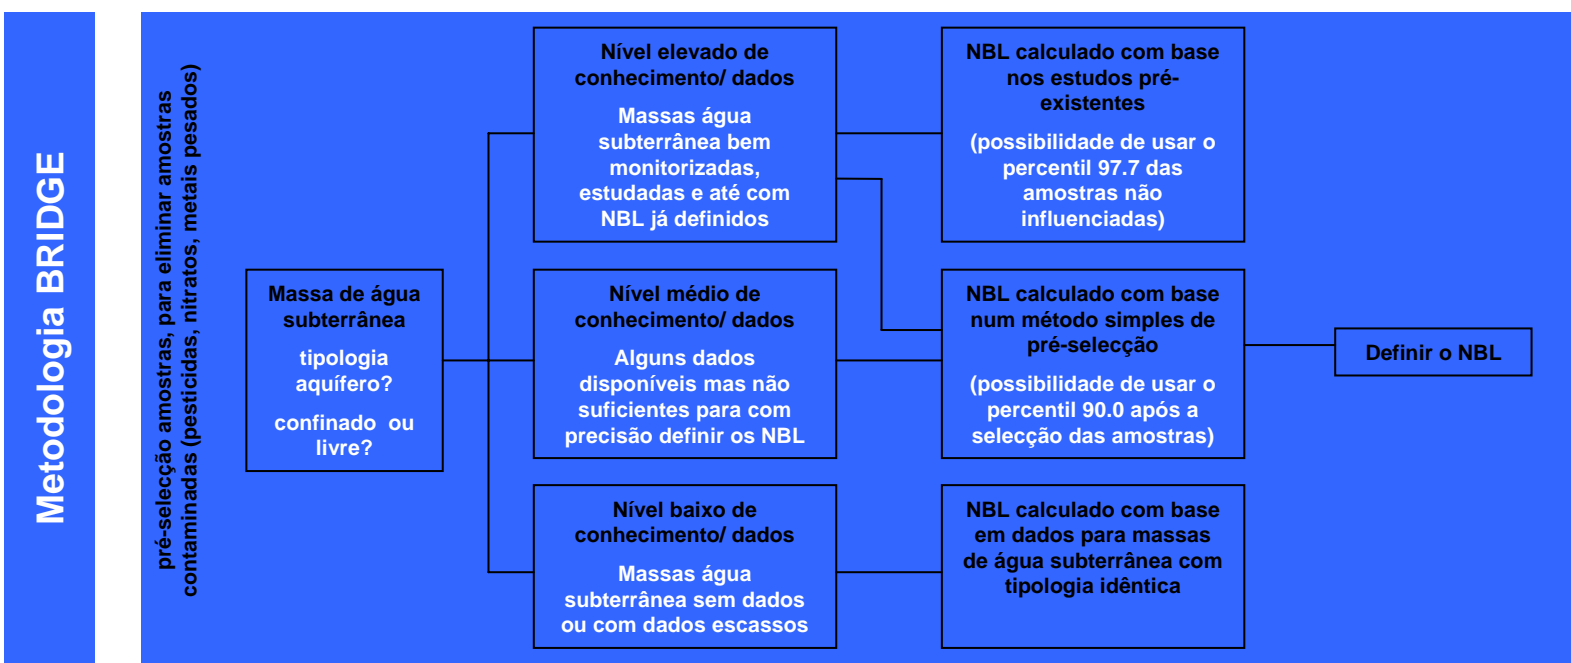 Metodologia BRIDGE
pré-selecção amostras, para eliminar amostras
contaminadas (pesticidas, nitratos, metais pesados)
Massa de água
subterrânea
tipologia
aquífero?
confinado ou
livre?
Nível elevado de
conhecimento/ dados
Massas água
subterrânea bem
monitorizadas,
estudadas e até com
NBL já definidos
Nível médio de
conhecimento/ dados
Alguns dados
disponíveis mas não
suficientes para com
precisão definir os NBL
Nível baixo de
conhecimento/ dados
Massas água
subterrânea sem dados
ou com dados escassos
NBL calculado com base
nos estudos pré-
existentes
(possibilidade de usar o
percentil 97.7 das
amostras não
influenciadas)
NBL calculado com base
num método simples de
pré-selecção
(possibilidade de usar o
percentil 90.0 após a
selecção das amostras)
NBL calculado com base
em dados para massas
de água subterrânea com
tipologia idêntica
Definir o NBL